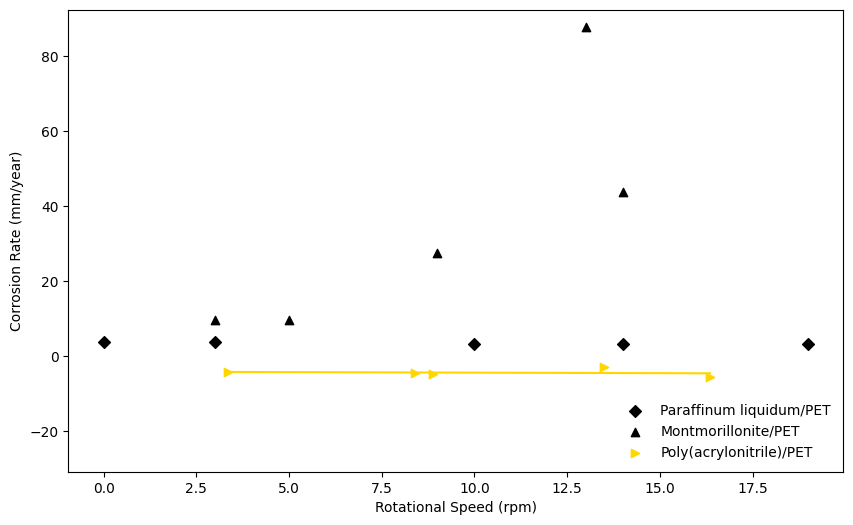 80
60
40
20
0
−20
Corrosion Rate (mm/year)
0.0 2.5 5.0 7.5 10.0 12.5 15.0 17.5
Rotational Speed (rpm)
Paraffinum liquidum/PET
Montmorillonite/PET
Poly(acrylonitrile)/PET